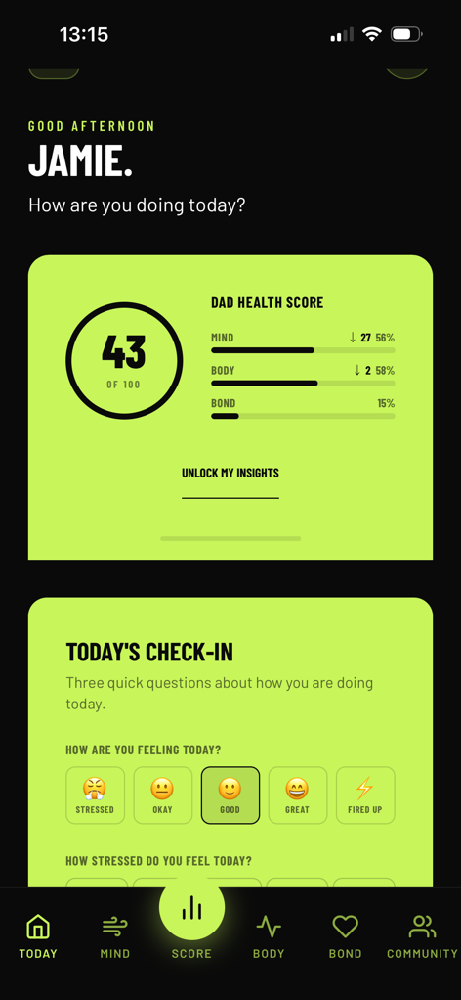 13:15
GOOD AFTERNOON
JAMIE.
How are you doing today?
DAD HEALTH SCORE
43
OF 100
MIND ↓ 27 56%
BODY ↓ 2 58%
BOND 15%
UNLOCK MY INSIGHTS
TODAY'S CHECK-IN
Three quick questions about how you are doing
today.
HOW ARE YOU FEELING TODAY?
STRESSED OKAY GOOD GREAT FIRED UP
HOW STRESSED DO YOU FEEL TODAY?
TODAY MIND SCORE BODY BOND COMMUNITY